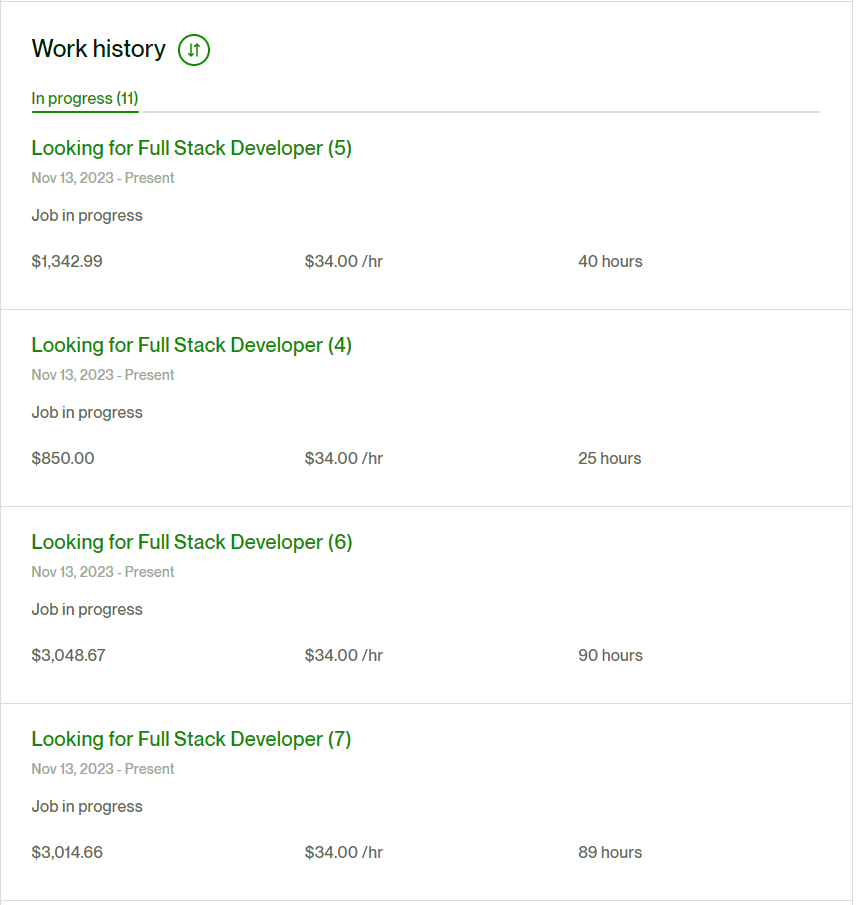 Work history
In progress (11)
Looking for Full Stack Developer (5)
Nov 13, 2023 - Present
Job in progress
$1,342.99 $34.00 /hr 40 hours
Looking for Full Stack Developer (4)
Nov 13, 2023 - Present
Job in progress
$850.00 $34.00 /hr 25 hours
Looking for Full Stack Developer (6)
Nov 13, 2023 - Present
Job in progress
$3,048.67 $34.00 /hr 90 hours
Looking for Full Stack Developer (7)
Nov 13, 2023 - Present
Job in progress
$3,014.66 $34.00 /hr 89 hours